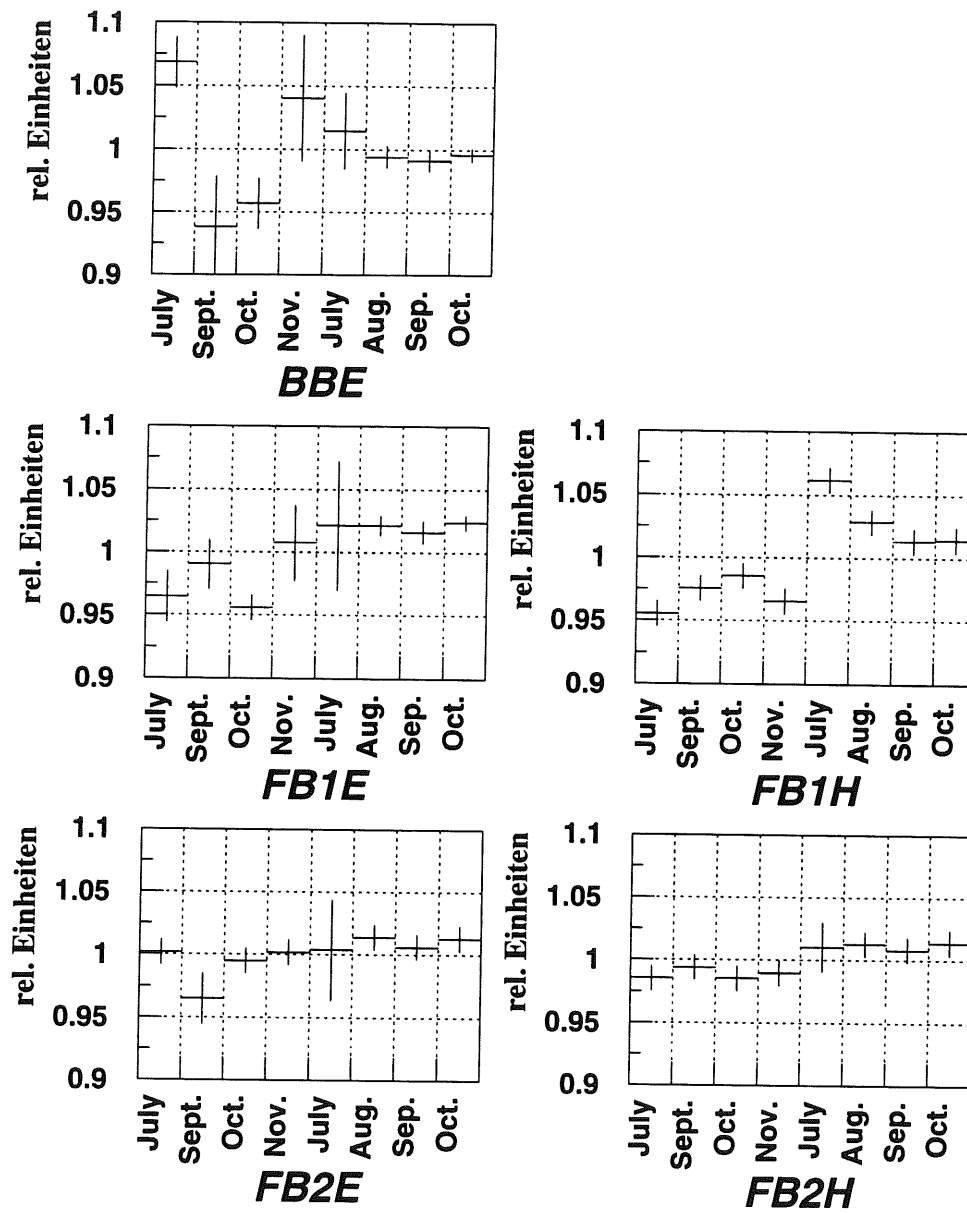 rel. Einheiten
1.1
1.05
1
0.95
0.9
July Sept. Oct. Nov. July Aug. Sep. Oct.
BBE
rel. Einheiten
1.1
1.05
1
0.95
0.9
July Sept. Oct. Nov. July Aug. Sep. Oct.
FB1E
rel. Einheiten
1.1
1.05
1
0.95
0.9
July Sept. Oct. Nov. July Aug. Sep. Oct.
FB1H
rel. Einheiten
1.1
1.05
1
0.95
0.9
July Sept. Oct. Nov. July Aug. Sep. Oct.
FB2E
rel. Einheiten
1.1
1.05
1
0.95
0.9
July Sept. Oct. Nov. July Aug. Sep. Oct.
FB2H